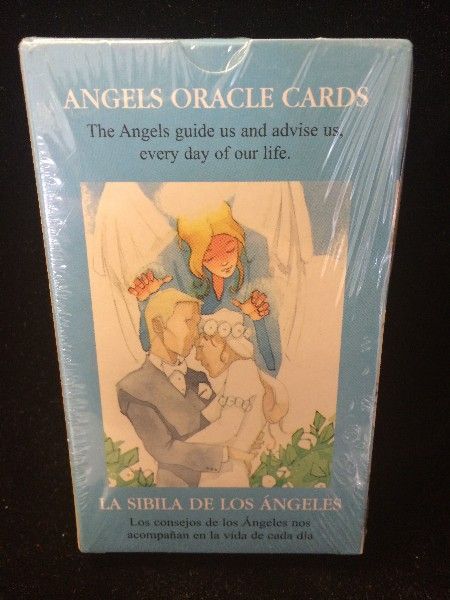 ANGELS ORACLE CARDS
The Angels guide us and advise us,
every day of our life.
LA SIBILA DE LOS ÁNGELES
Los consejos de los Ángeles nos
acompañan en la vida de cada día